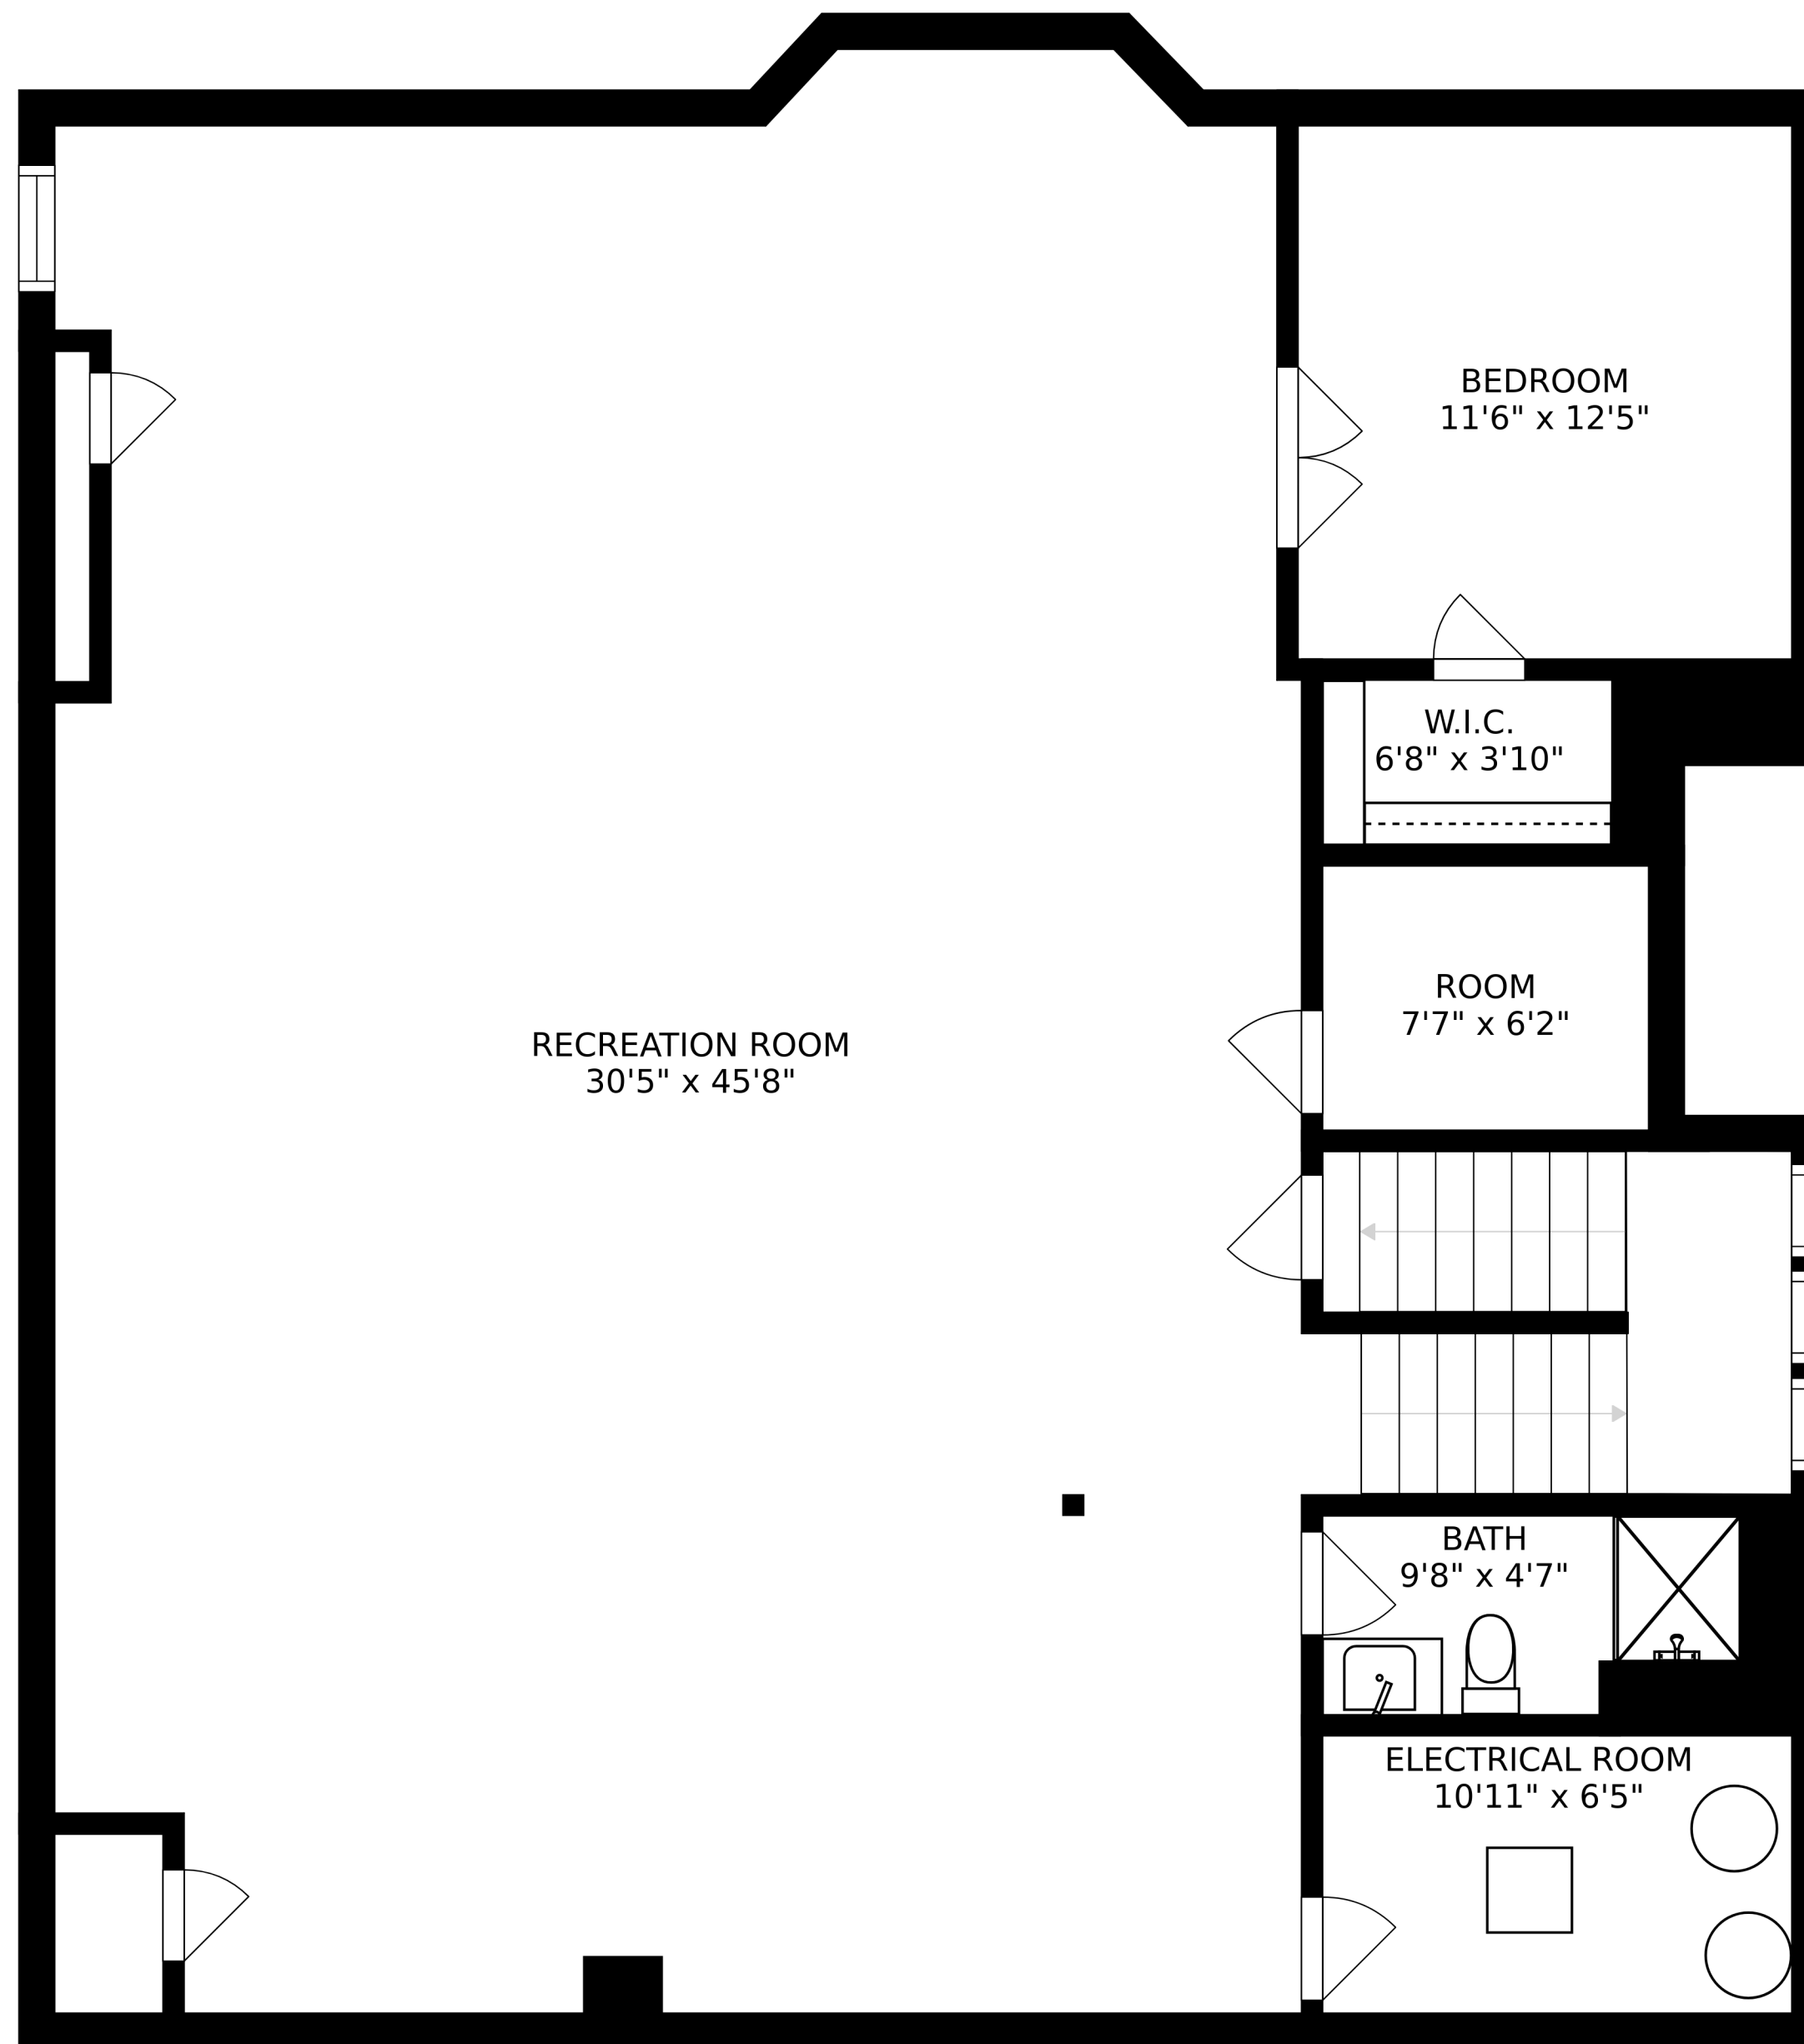 BEDROOM
11'6" x 12'5"
W.I.C.
6'8" x 3'10"
ROOM
7'7" x 6'2"
RECREATION ROOM
30'5" x 45'8"
BATH
9'8" x 4'7"
ELECTRICAL ROOM
10'11" x 6'5"